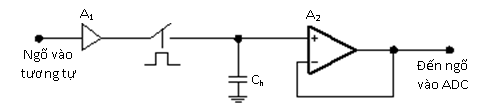 A1
A2
Ngõ vào
tương tự
+
-
Ch
Đến ngõ
vào ADC